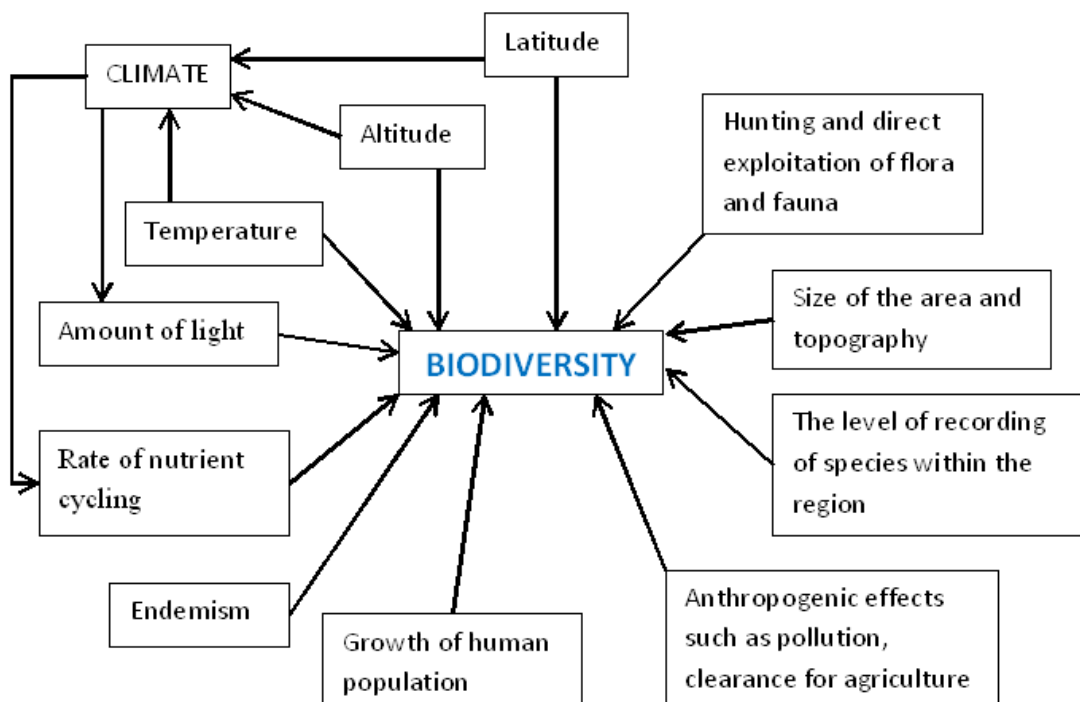 Latitude
CLIMATE
Altitude
Hunting and direct
exploitation of flora
and fauna
Temperature
Size of the area and
topography
Amount of light
BIODIVERSITY
The level of recording
of species within the
region
Rate of nutrient
cycling
Endemism
Growth of human
population
Anthropogenic effects
such as pollution,
clearance for agriculture